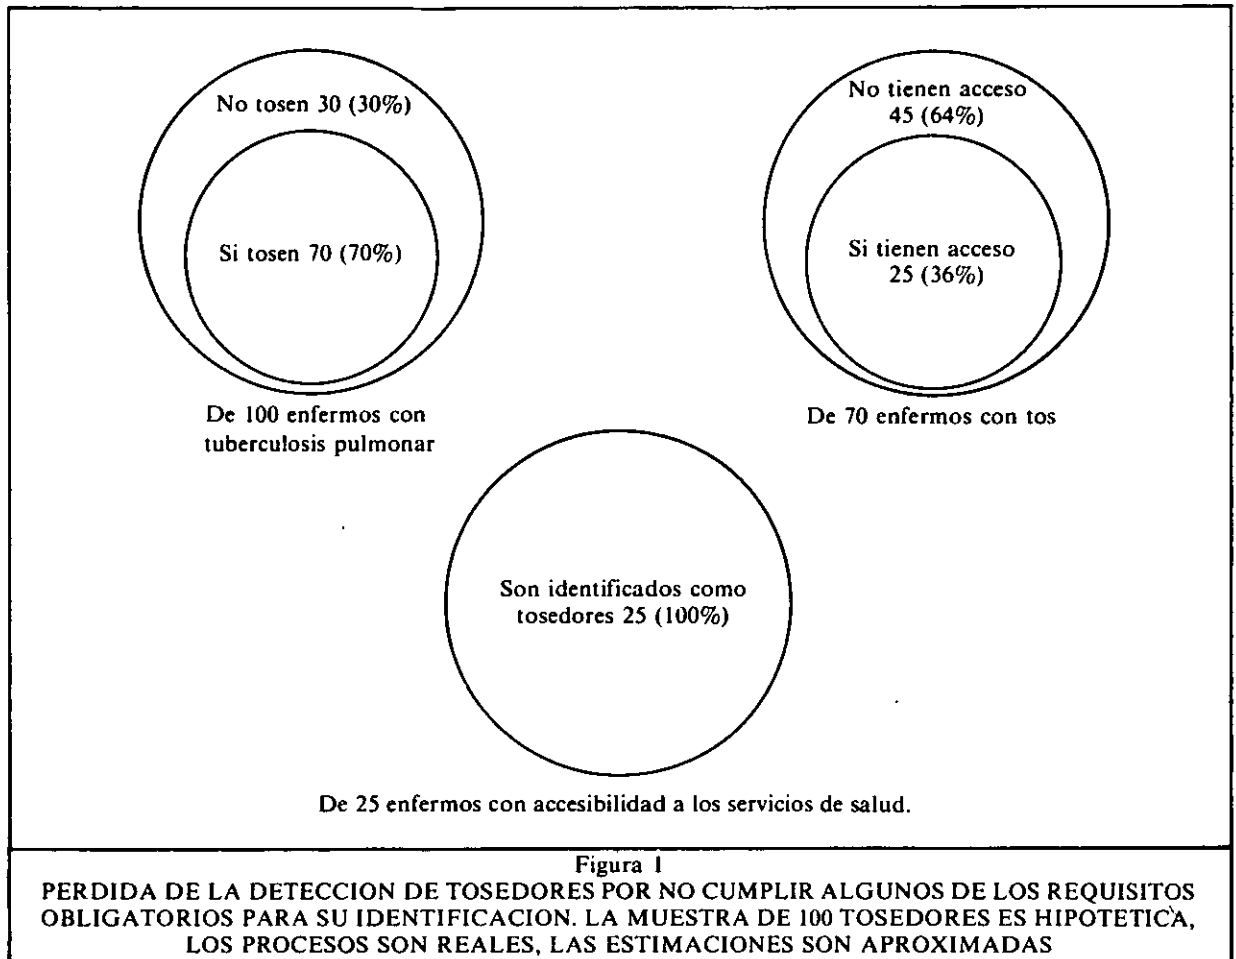 No tosen 30 (30%)
Si tosen 70 (70%)
De 100 enfermos con
tuberculosis pulmonar
No tienen acceso
45 (64%)
Si tienen acceso
25 (36%)
De 70 enfermos con tos
Son identificados como
tosedores 25 (100%)
De 25 enfermos con accesibilidad a los servicios de salud.
Figura 1
PERDIDA DE LA DETECCION DE TOSEDORES POR NO CUMPLIR ALGUNOS DE LOS REQUISITOS
OBLIGATORIOS PARA SU IDENTIFICACION. LA MUESTRA DE 100 TOSEDORES ES HIPOTETICA,
LOS PROCESOS SON REALES, LAS ESTIMACIONES SON APROXIMADAS